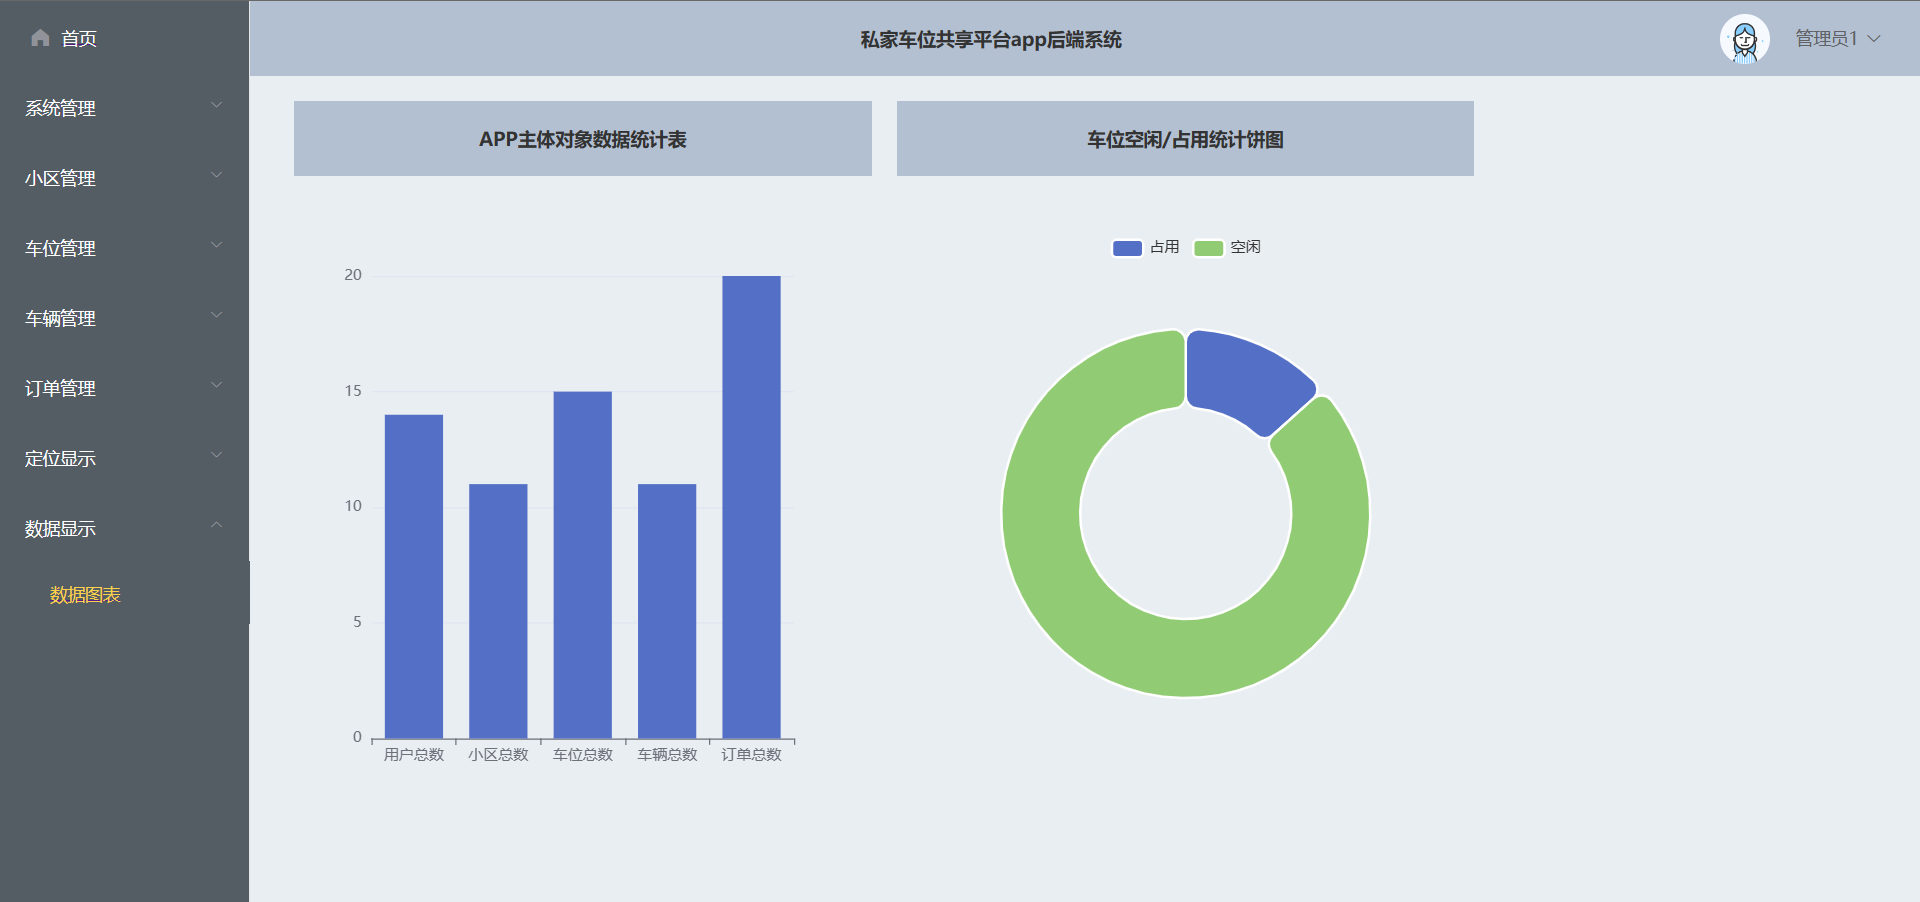 首页
系统管理
小区管理
车位管理
车辆管理
订单管理
定位显示
数据显示
数据图表
私家车位共享平台app后端系统
管理员1
APP主体对象数据统计表
20
15
10
5
0
用户总数 小区总数 车位总数 车辆总数 订单总数
车位空闲/占用统计饼图
占用 空闲